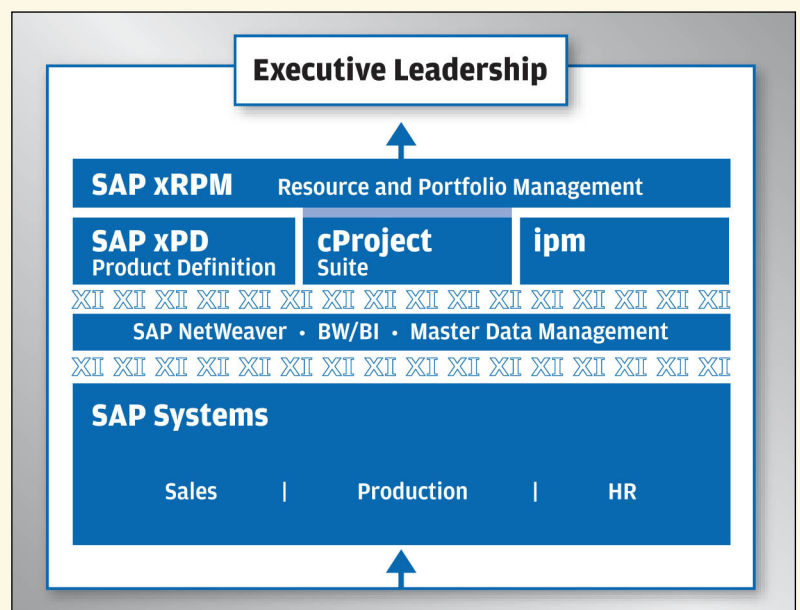 Executive Leadership
SAP xRPM Resource and Portfolio Management
SAP xPD
Product Definition
cProject
Suite
ipm
XI XI XI XI XI XI XI XI XI XI XI XI XI XI XI XI
SAP NetWeaver • BW/BI • Master Data Management
XI XI XI XI XI XI XI XI XI XI XI XI XI XI XI XI
SAP Systems
Sales | Production | HR